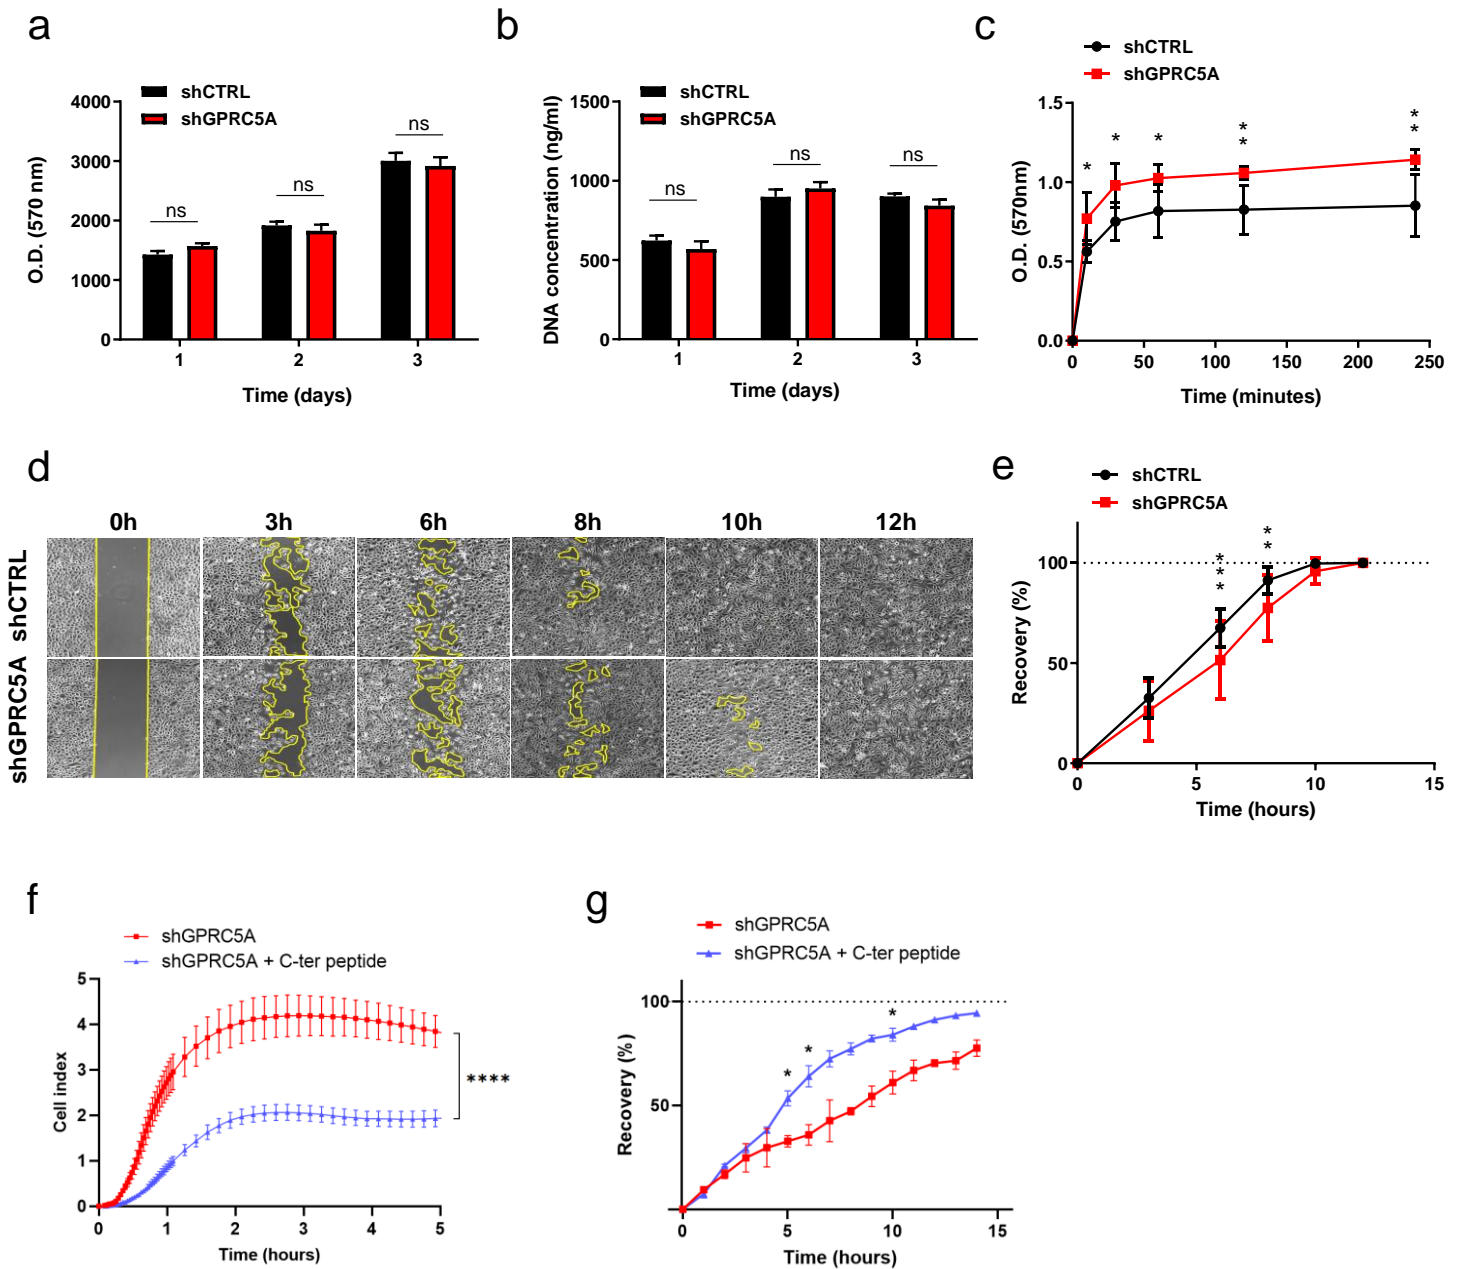 a
shCTRL
shGPRC5A
4000
3000
2000
1000
0
O.D. (570 nm)
ns
ns
ns
1
2
3
Time (days)
b
shCTRL
shGPRC5A
1500
1000
500
0
DNA concentration (ng/ml)
ns
ns
ns
1
2
3
Time (days)
c
shCTRL
shGPRC5A
1.5
1.0
0.5
0.0
O.D. (570nm)
*
*
*
*
*
*
*
0
50
100
150
200
250
Time (minutes)
d
0h
3h
6h
8h
10h
12h
shCTRL
shGPRC5A
e
shCTRL
shGPRC5A
100
50
0
Recovery (%)
*
*
*
*
*
0
5
10
15
Time (hours)
f
shGPRC5A
shGPRC5A + C-ter peptide
5
4
3
2
1
0
Cell index
****
0
1
2
3
4
5
Time (hours)
g
shGPRC5A
shGPRC5A + C-ter peptide
100
50
Recovery (%)
*
*
*
0
5
10
15
Time (hours)